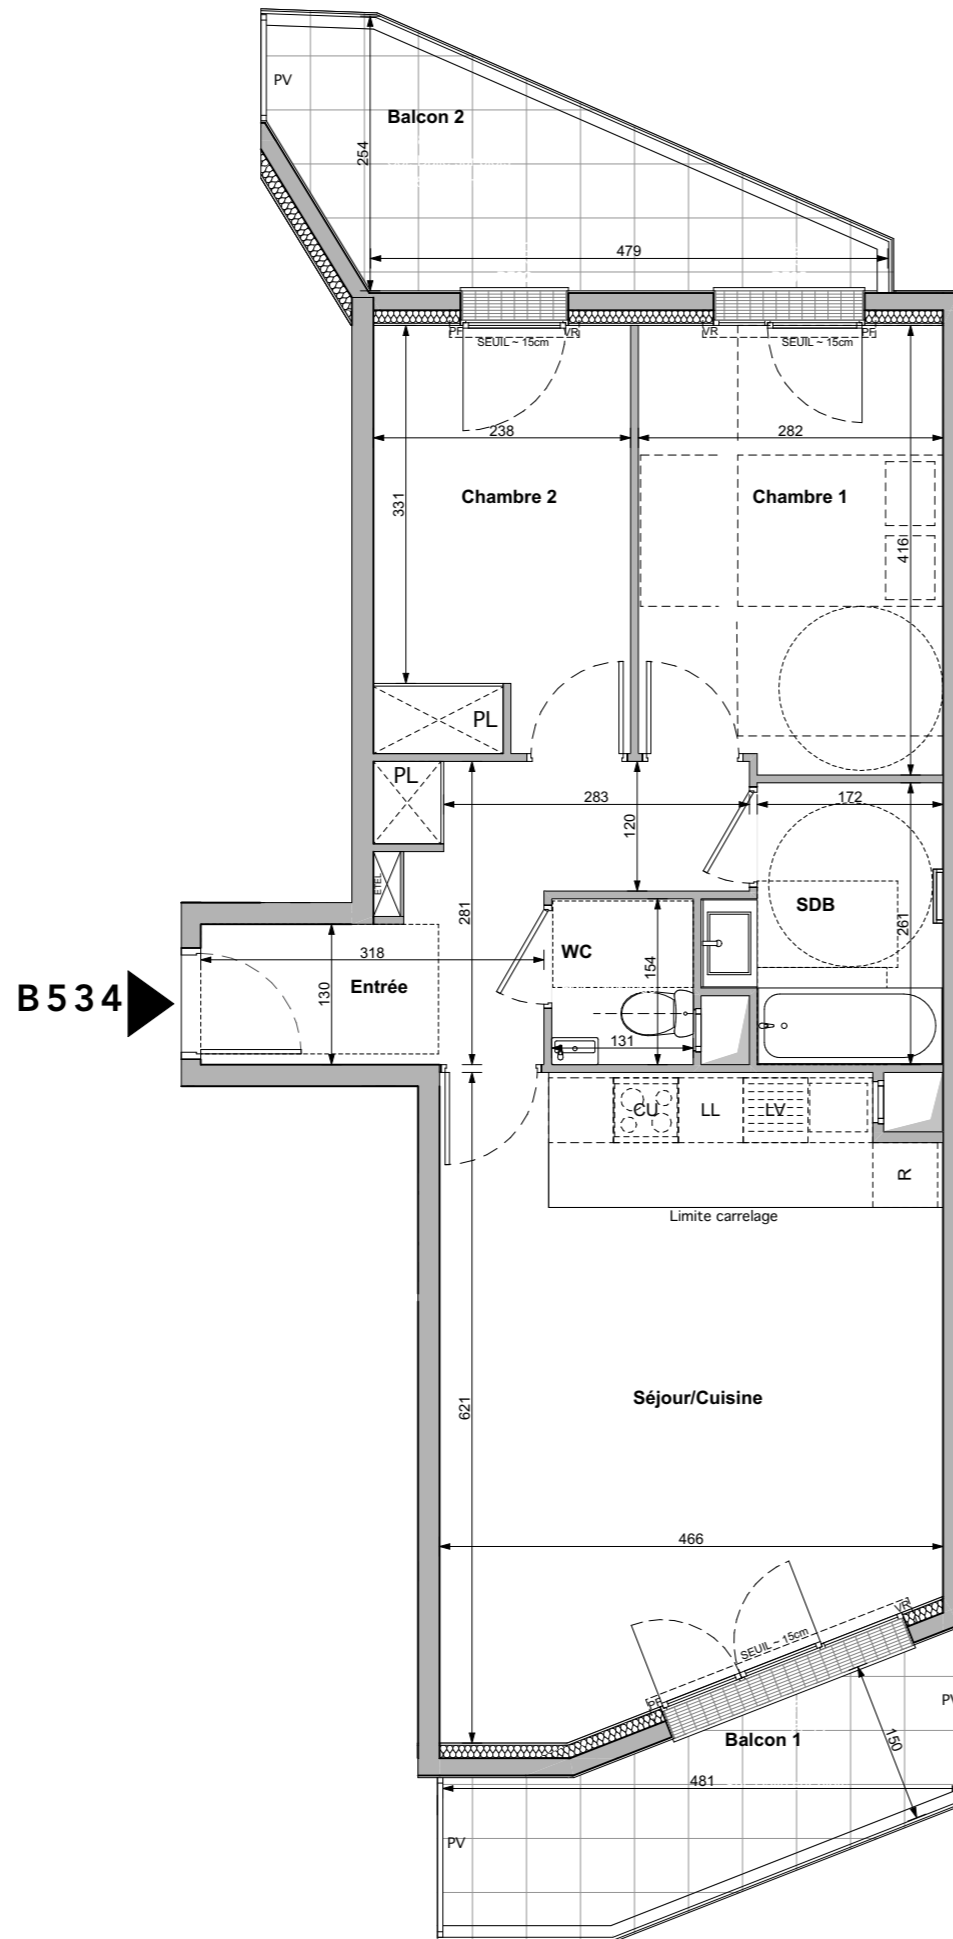 PV
Balcon 2
254
479
PF
VR
SEUIL ~ 15cm
VR
PF
SEUIL ~ 15cm
238
282
331
Chambre 2
Chambre 1
416
PL
PL
283
172
120
ETEL
281
SDB
261
WC
154
318
Entrée
130
B534
131
CU
LL
LV
R
Limite carrelage
621
Séjour/Cuisine
466
VR
SEUIL ~ 15cm
PF
PV
Balcon 1
150
481
PV